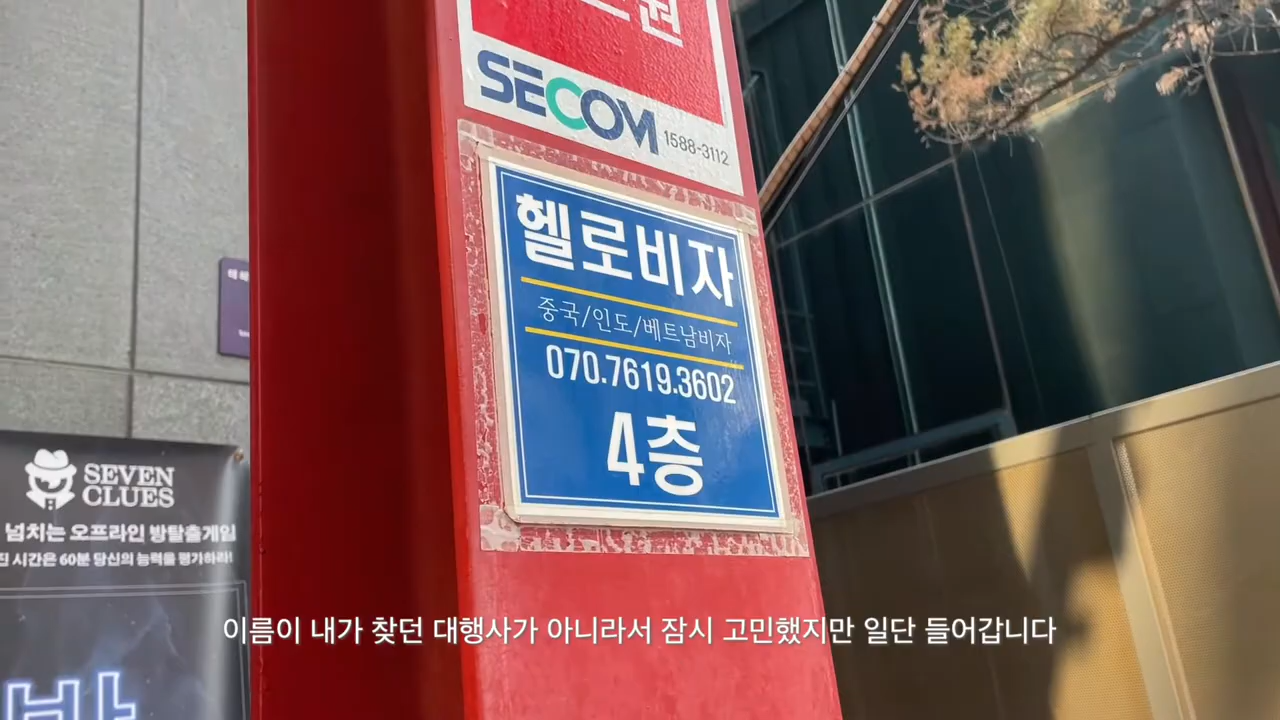 SECOM
1588-3112
헬로비자
중국/인도/베트남비자
070.7619.3602
4층
SEVEN
CLUES
넘치는 오프라인 방탈출게임
진 시간은 60분 당신의 능력을 평가하라!
이름이 내가 찾던 대행사가 아니라서 잠시 고민했지만 일단 들어갑니다